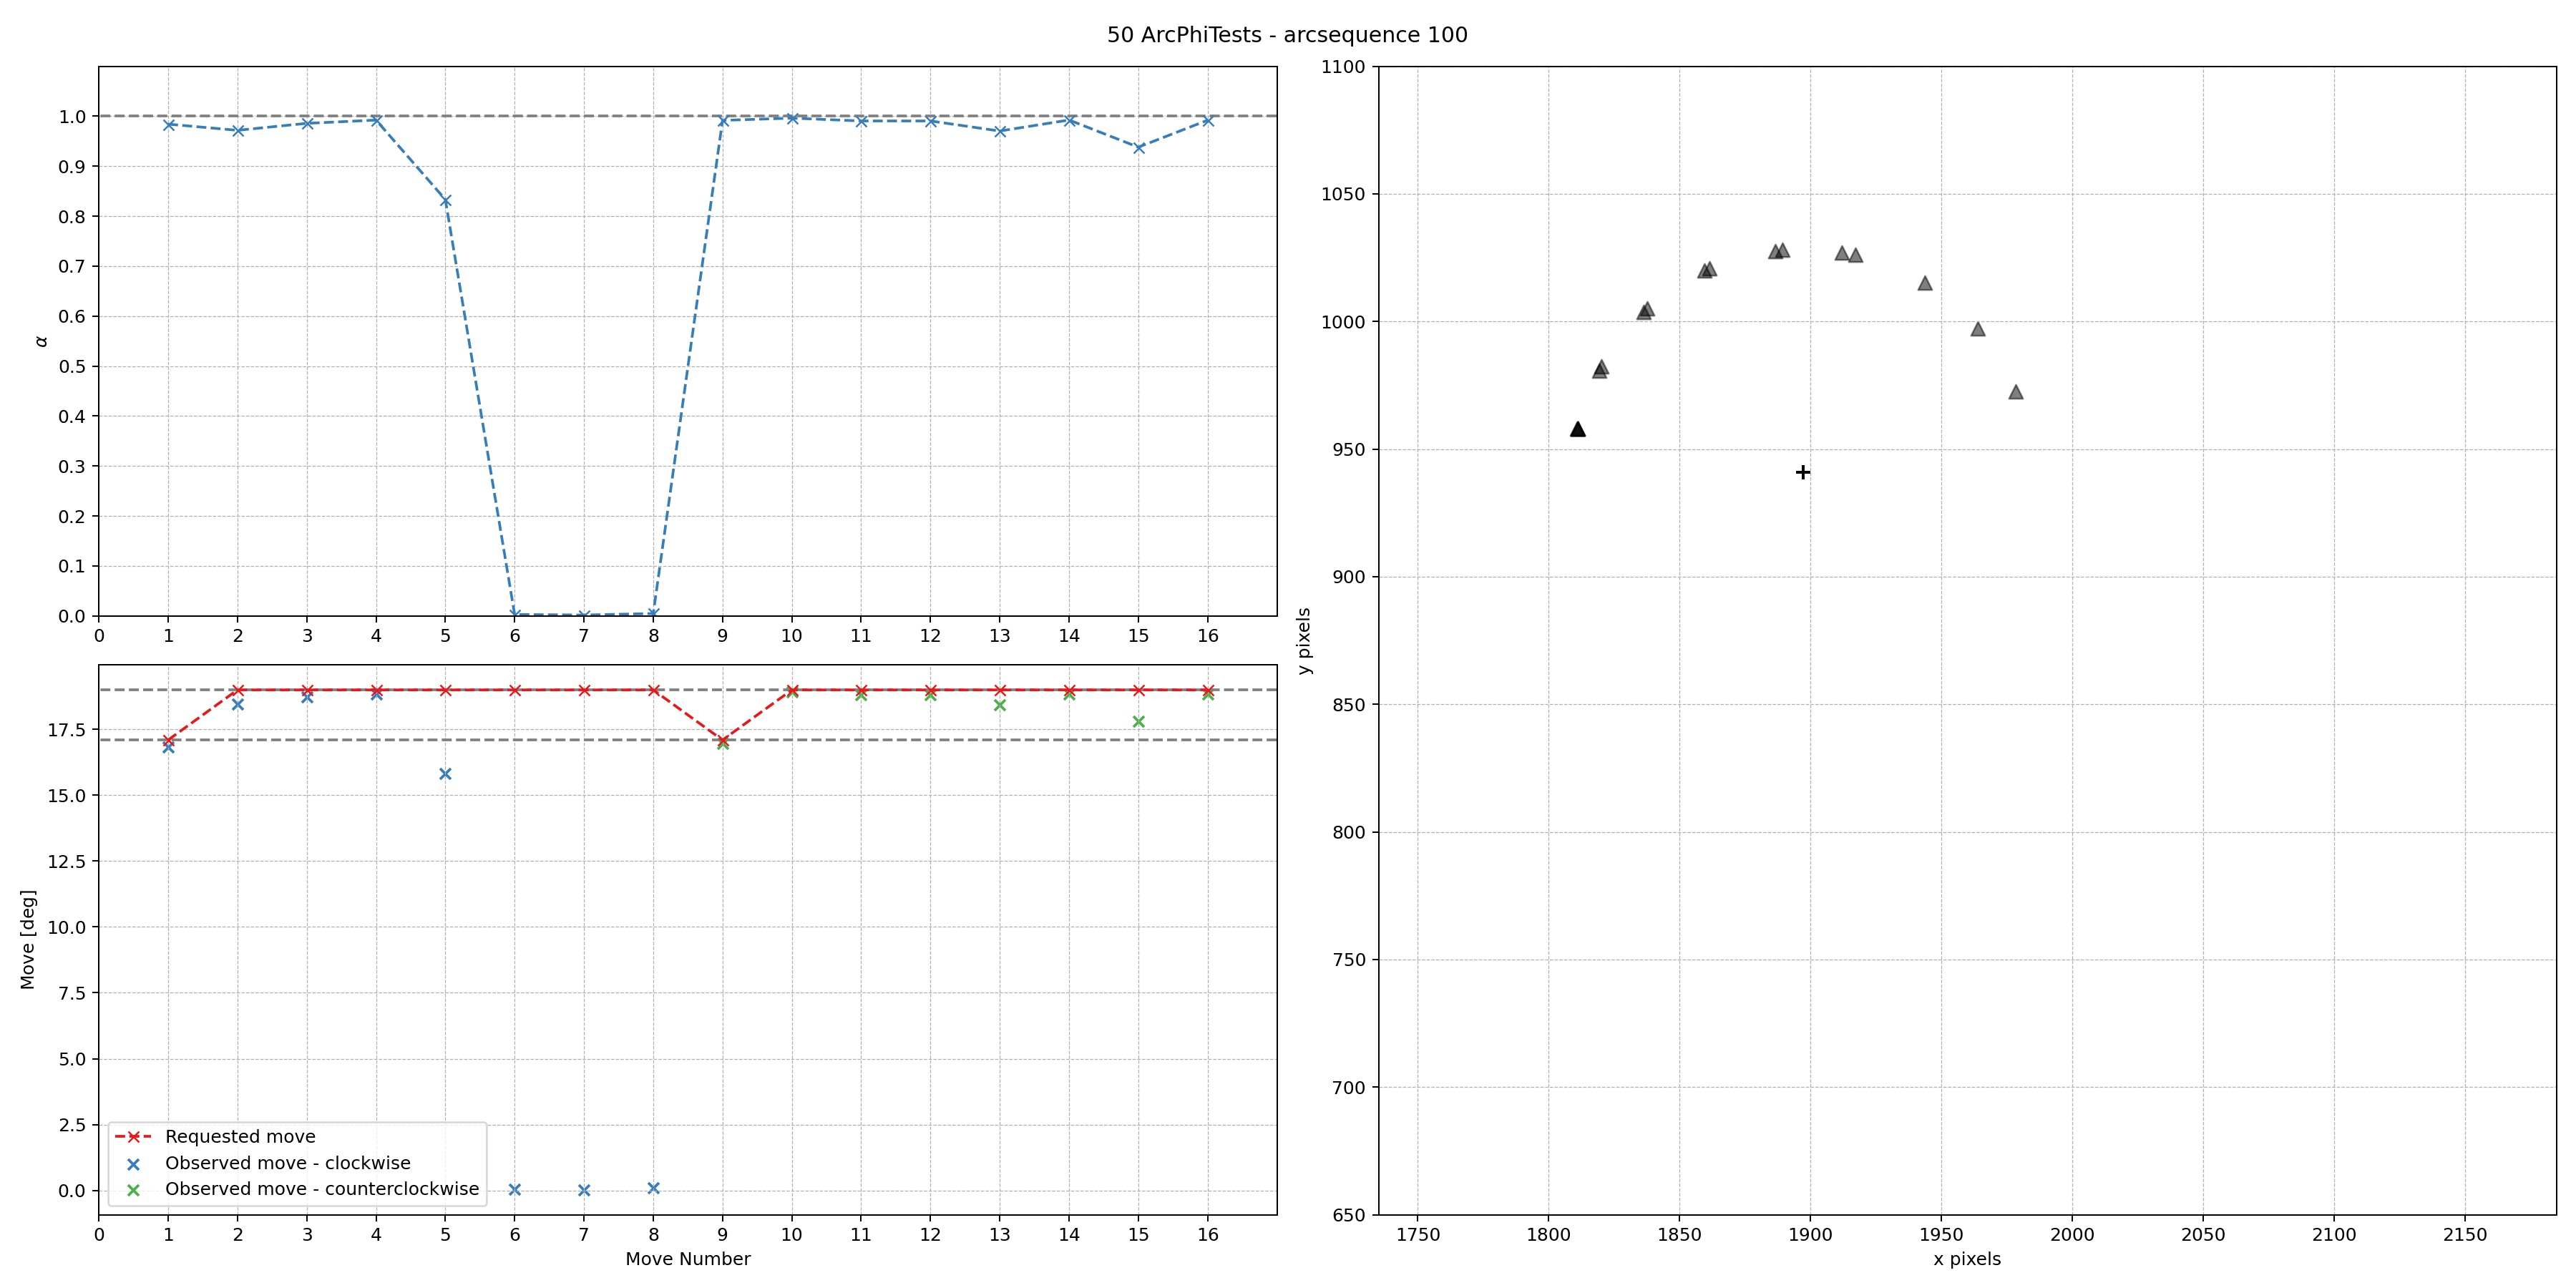 50 ArcPhiTests - arcsequence 100
1.0
0.9
0.8
0.7
0.6
0.5
0.4
0.3
0.2
0.1
0.0
α
0 1 2 3 4 5 6 7 8 9 10 11 12 13 14 15 16
17.5
15.0
12.5
10.0
7.5
5.0
2.5
0.0
Move [deg]
Requested move
Observed move - clockwise
Observed move - counterclockwise
0 1 2 3 4 5 6 7 8 9 10 11 12 13 14 15 16
Move Number
1100
1050
1000
950
900
850
800
750
700
650
y pixels
1750 1800 1850 1900 1950 2000 2050 2100 2150
x pixels